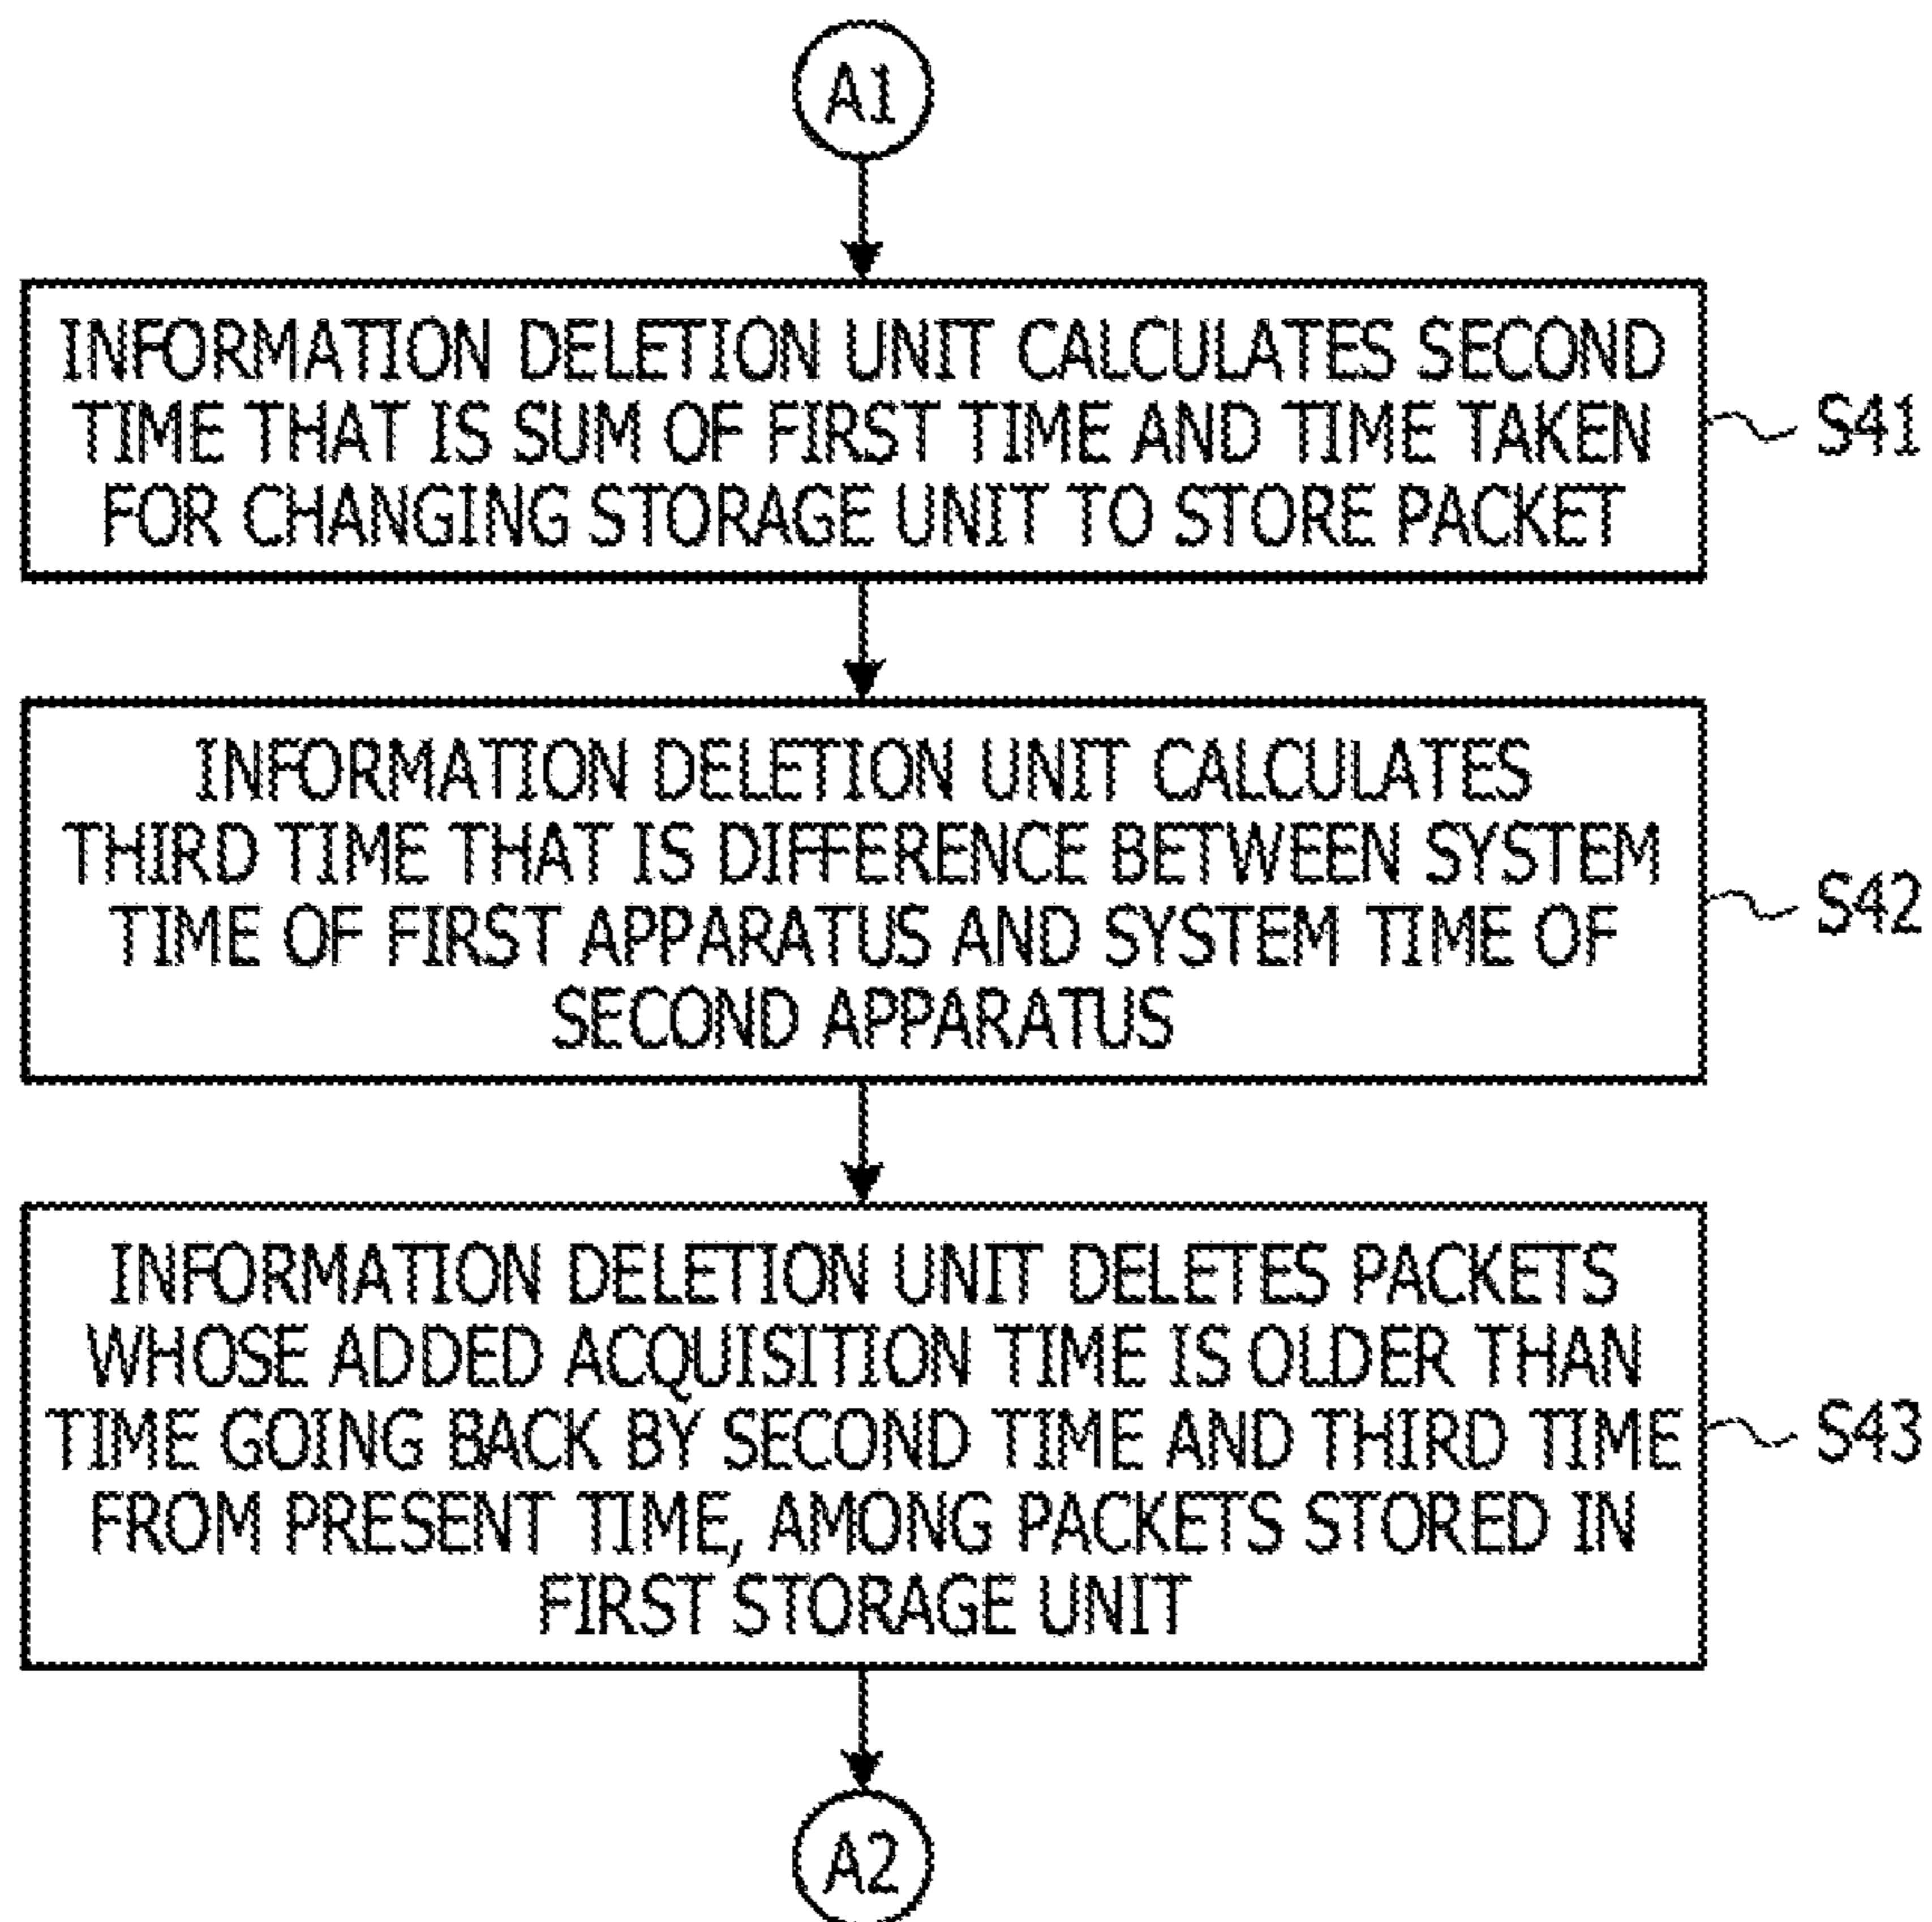 A1
INFORMATION DELETION UNIT CALCULATES SECOND
TIME THAT IS SUM OF FIRST TIME AND TIME TAKEN
FOR CHANGING STORAGE UNIT TO STORE PACKET
S41
INFORMATION DELETION UNIT CALCULATES
THIRD TIME THAT IS DIFFERENCE BETWEEN SYSTEM
TIME OF FIRST APPARATUS AND SYSTEM TIME OF
SECOND APPARATUS
S42
INFORMATION DELETION UNIT DELETES PACKETS
WHOSE ADDED ACQUISITION TIME IS OLDER THAN
TIME GOING BACK BY SECOND TIME AND THIRD TIME
FROM PRESENT TIME, AMONG PACKETS STORED IN
FIRST STORAGE UNIT
S43
A2